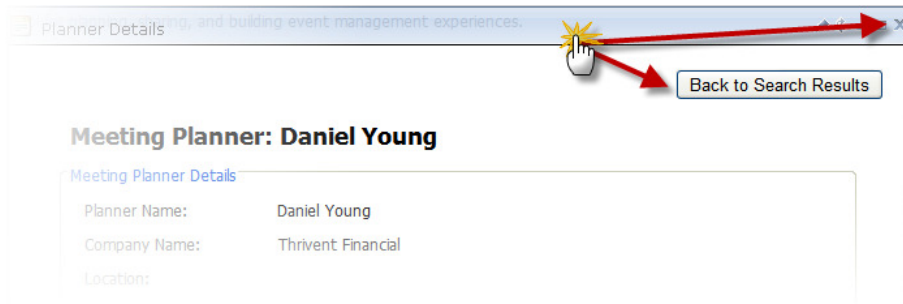 sharing, and building event management experiences.
Planner Details
Back to Search Results
Meeting Planner: Daniel Young
Meeting Planner Details
Planner Name: Daniel Young
Company Name: Thrivent Financial
Location: